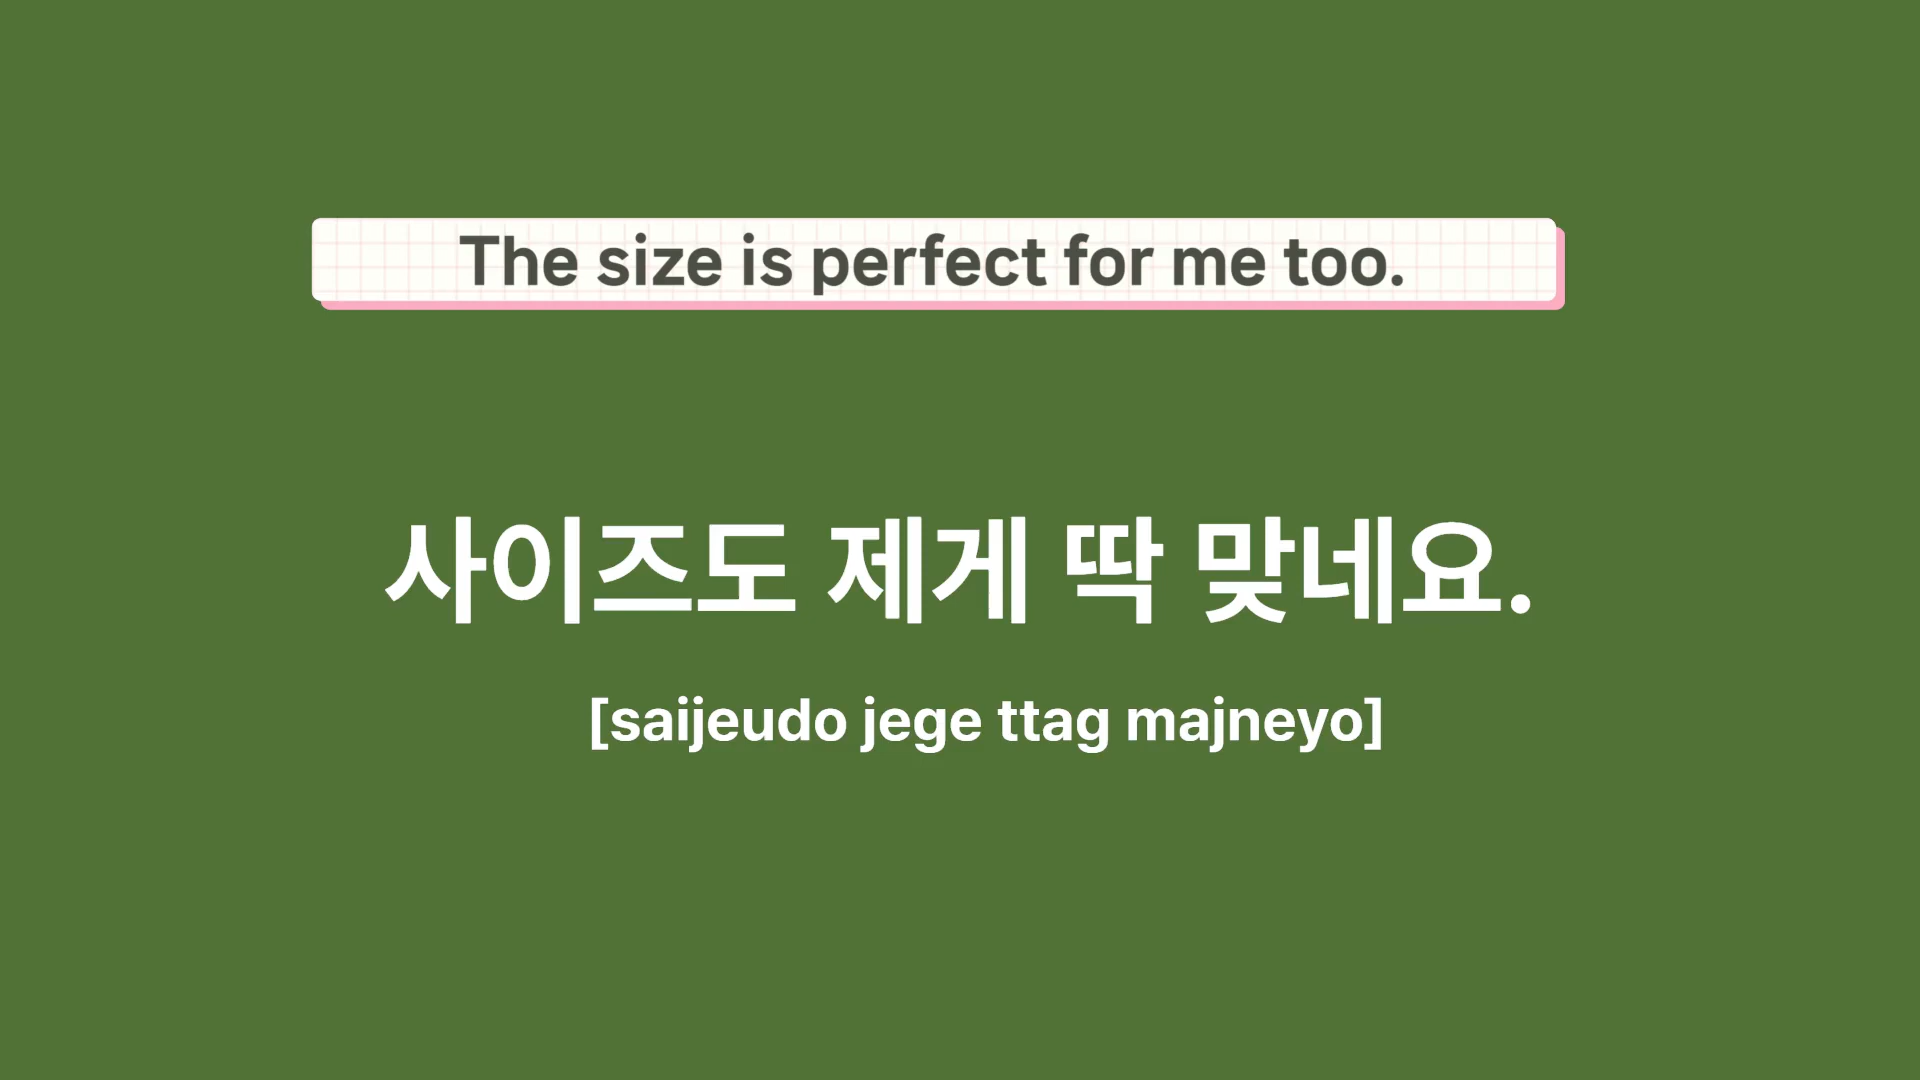 The size is perfect for me too.
사이즈도 제게 딱 맞네요.
[saijeudo jege ttag majneyo]